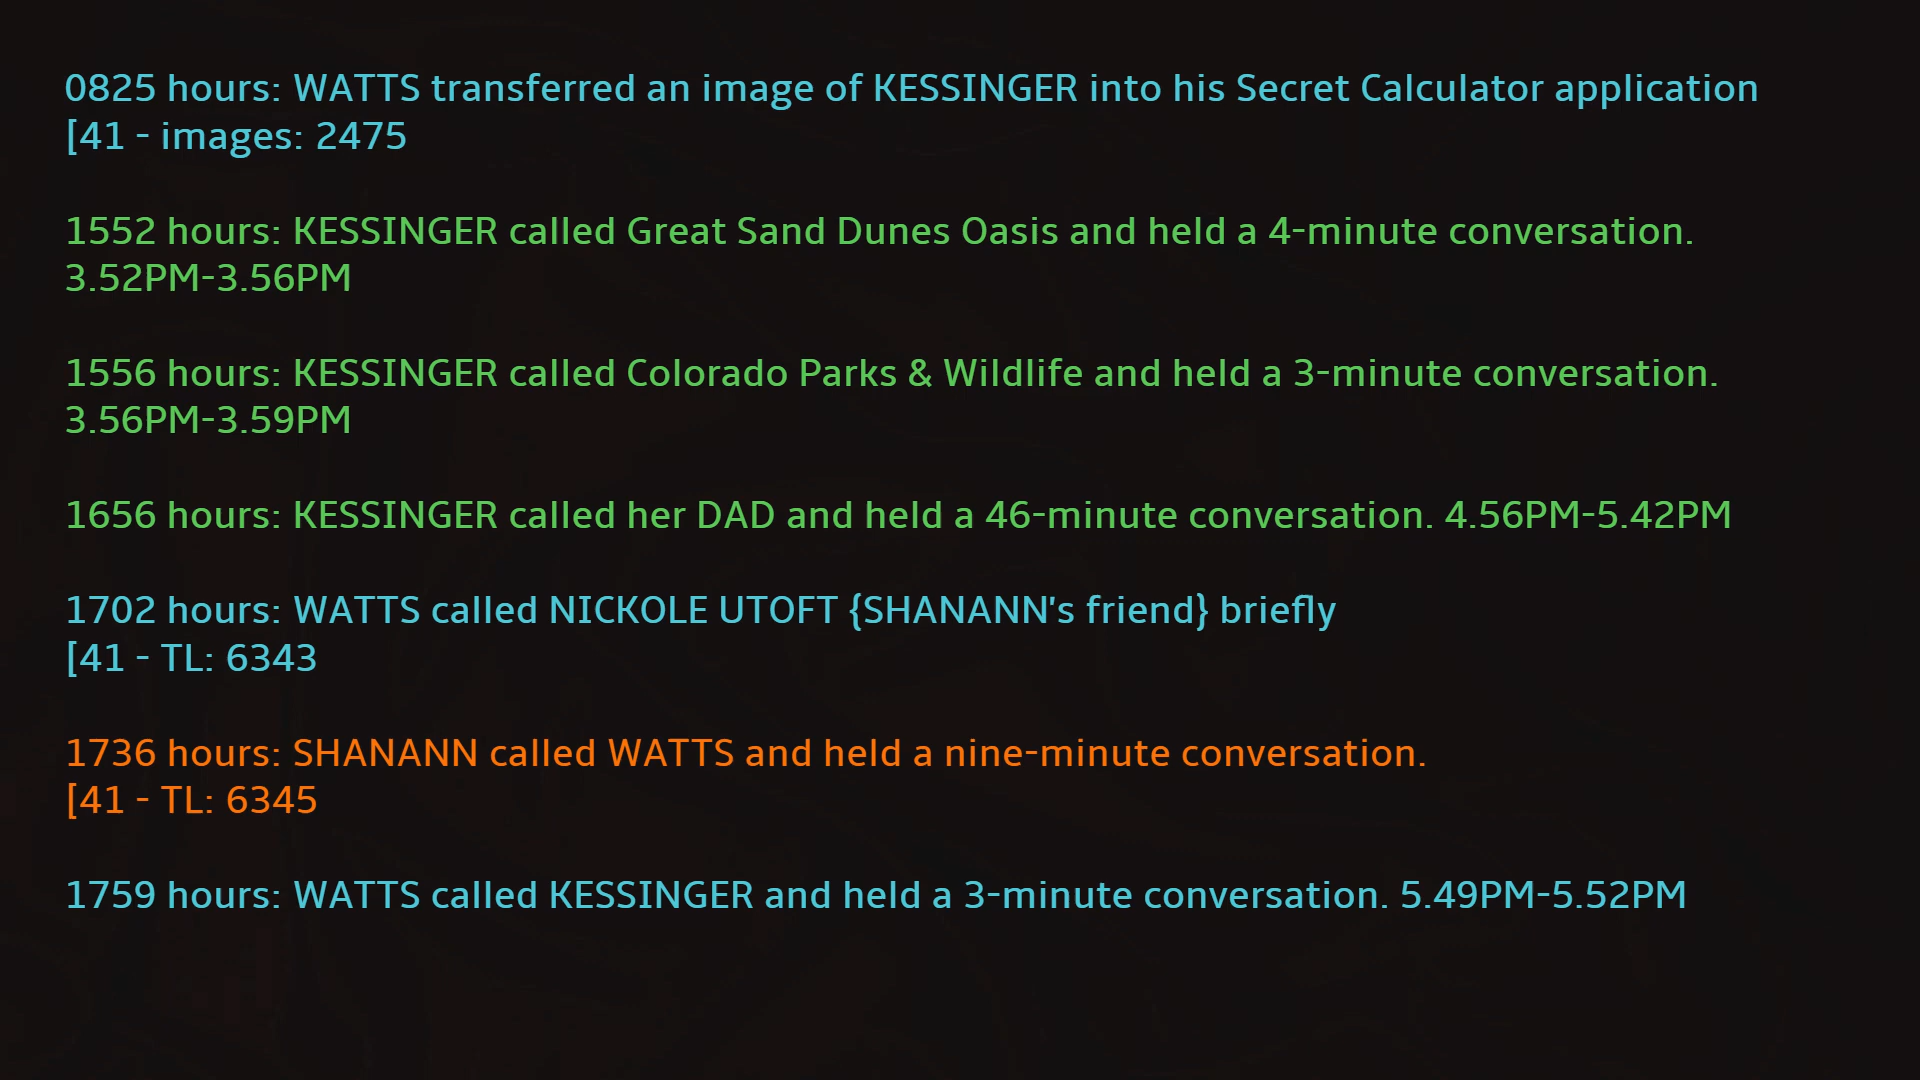 0825 hours: WATTS transferred an image of KESSINGER into his Secret Calculator application
[41 - images: 2475
1552 hours: KESSINGER called Great Sand Dunes Oasis and held a 4-minute conversation.
3.52PM-3.56PM
1556 hours: KESSINGER called Colorado Parks & Wildlife and held a 3-minute conversation.
3.56PM-3.59PM
1656 hours: KESSINGER called her DAD and held a 46-minute conversation. 4.56PM-5.42PM
1702 hours: WATTS called NICKOLE UTOFT {SHANANN's friend} briefly
[41 - TL: 6343
1736 hours: SHANANN called WATTS and held a nine-minute conversation.
[41 - TL: 6345
1759 hours: WATTS called KESSINGER and held a 3-minute conversation. 5.49PM-5.52PM